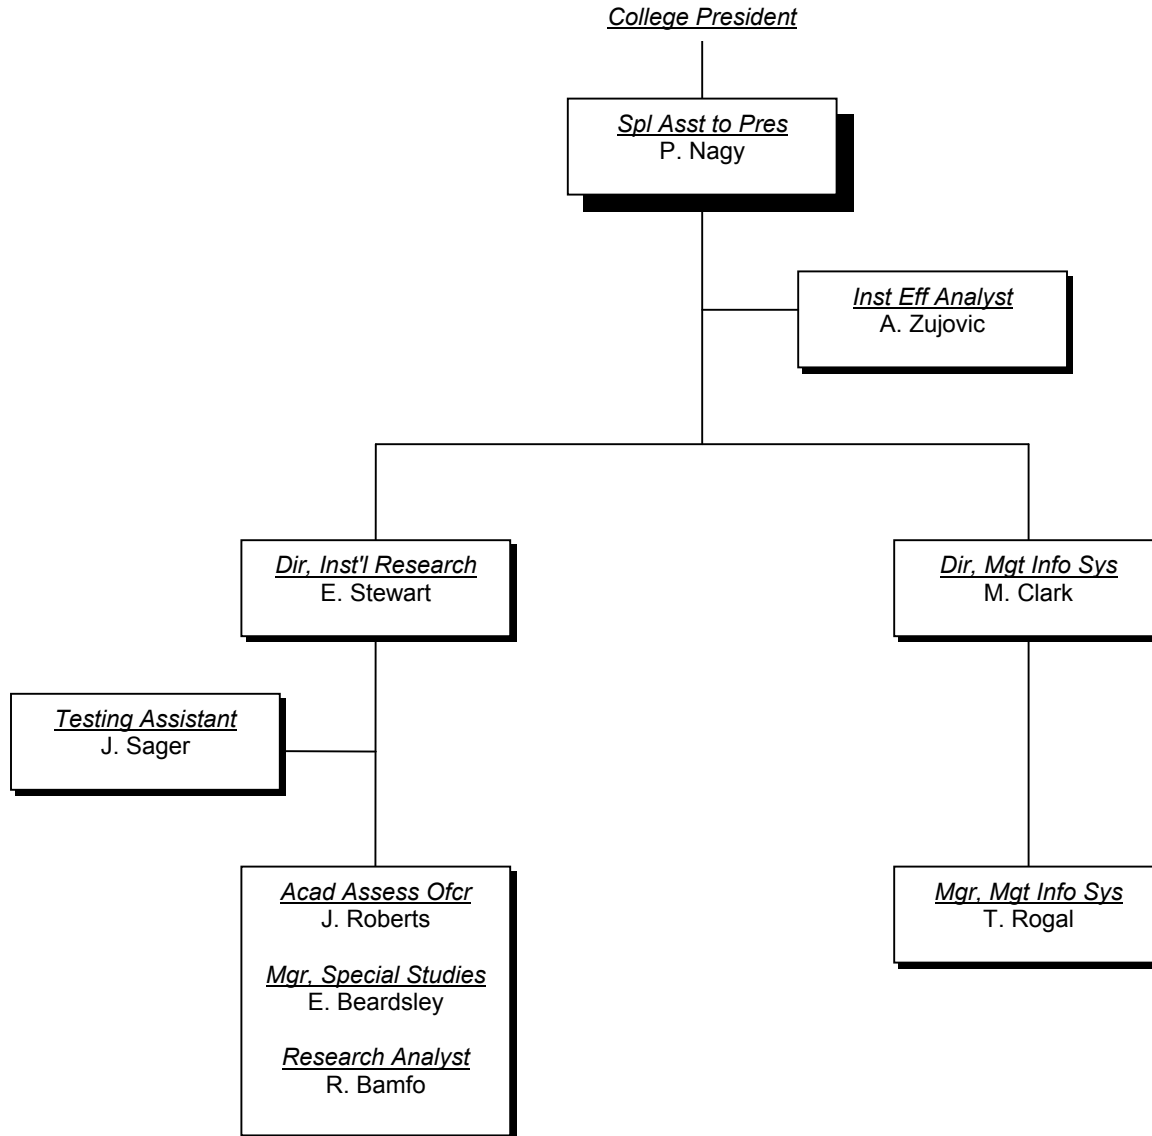 College President
Spl Asst to Pres
P. Nagy
Inst Eff Analyst
A. Zujovic
Dir, Inst'l Research
E. Stewart
Dir, Mgt Info Sys
M. Clark
Testing Assistant
J. Sager
Acad Assess Ofcr
J. Roberts
Mgr, Special Studies
E. Beardsley
Research Analyst
R. Bamfo
Mgr, Mgt Info Sys
T. Rogal